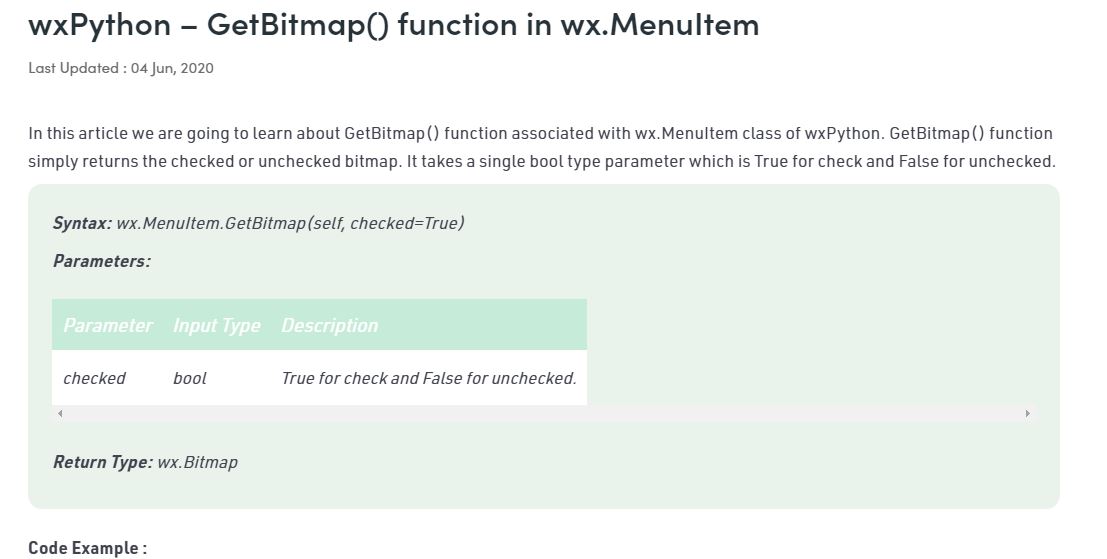 wxPython – GetBitmap() function in wx.MenuItem
Last Updated : 04 Jun, 2020
In this article we are going to learn about GetBitmap() function associated with wx.MenuItem class of wxPython. GetBitmap() function
simply returns the checked or unchecked bitmap. It takes a single bool type parameter which is True for check and False for unchecked.
Syntax: wx.MenuItem.GetBitmap(self, checked=True)
Parameters:
Parameter Input Type Description
checked bool True for check and False for unchecked.
Return Type: wx.Bitmap
Code Example :